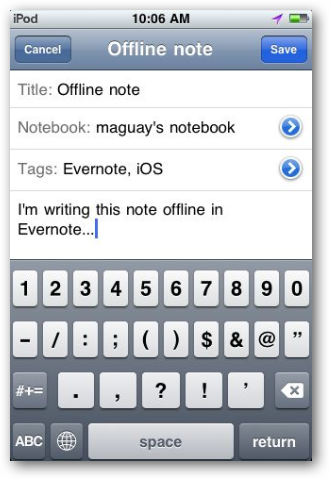 iPod 10:06 AM
Cancel Offline note Save
Title: Offline note
Notebook: maguay's notebook
Tags: Evernote, iOS
I'm writing this note offline in
Evernote...
1 2 3 4 5 6 7 8 9 0
- / : ; ( ) $ & @ ”
#+= . , ? ! ’
ABC space return